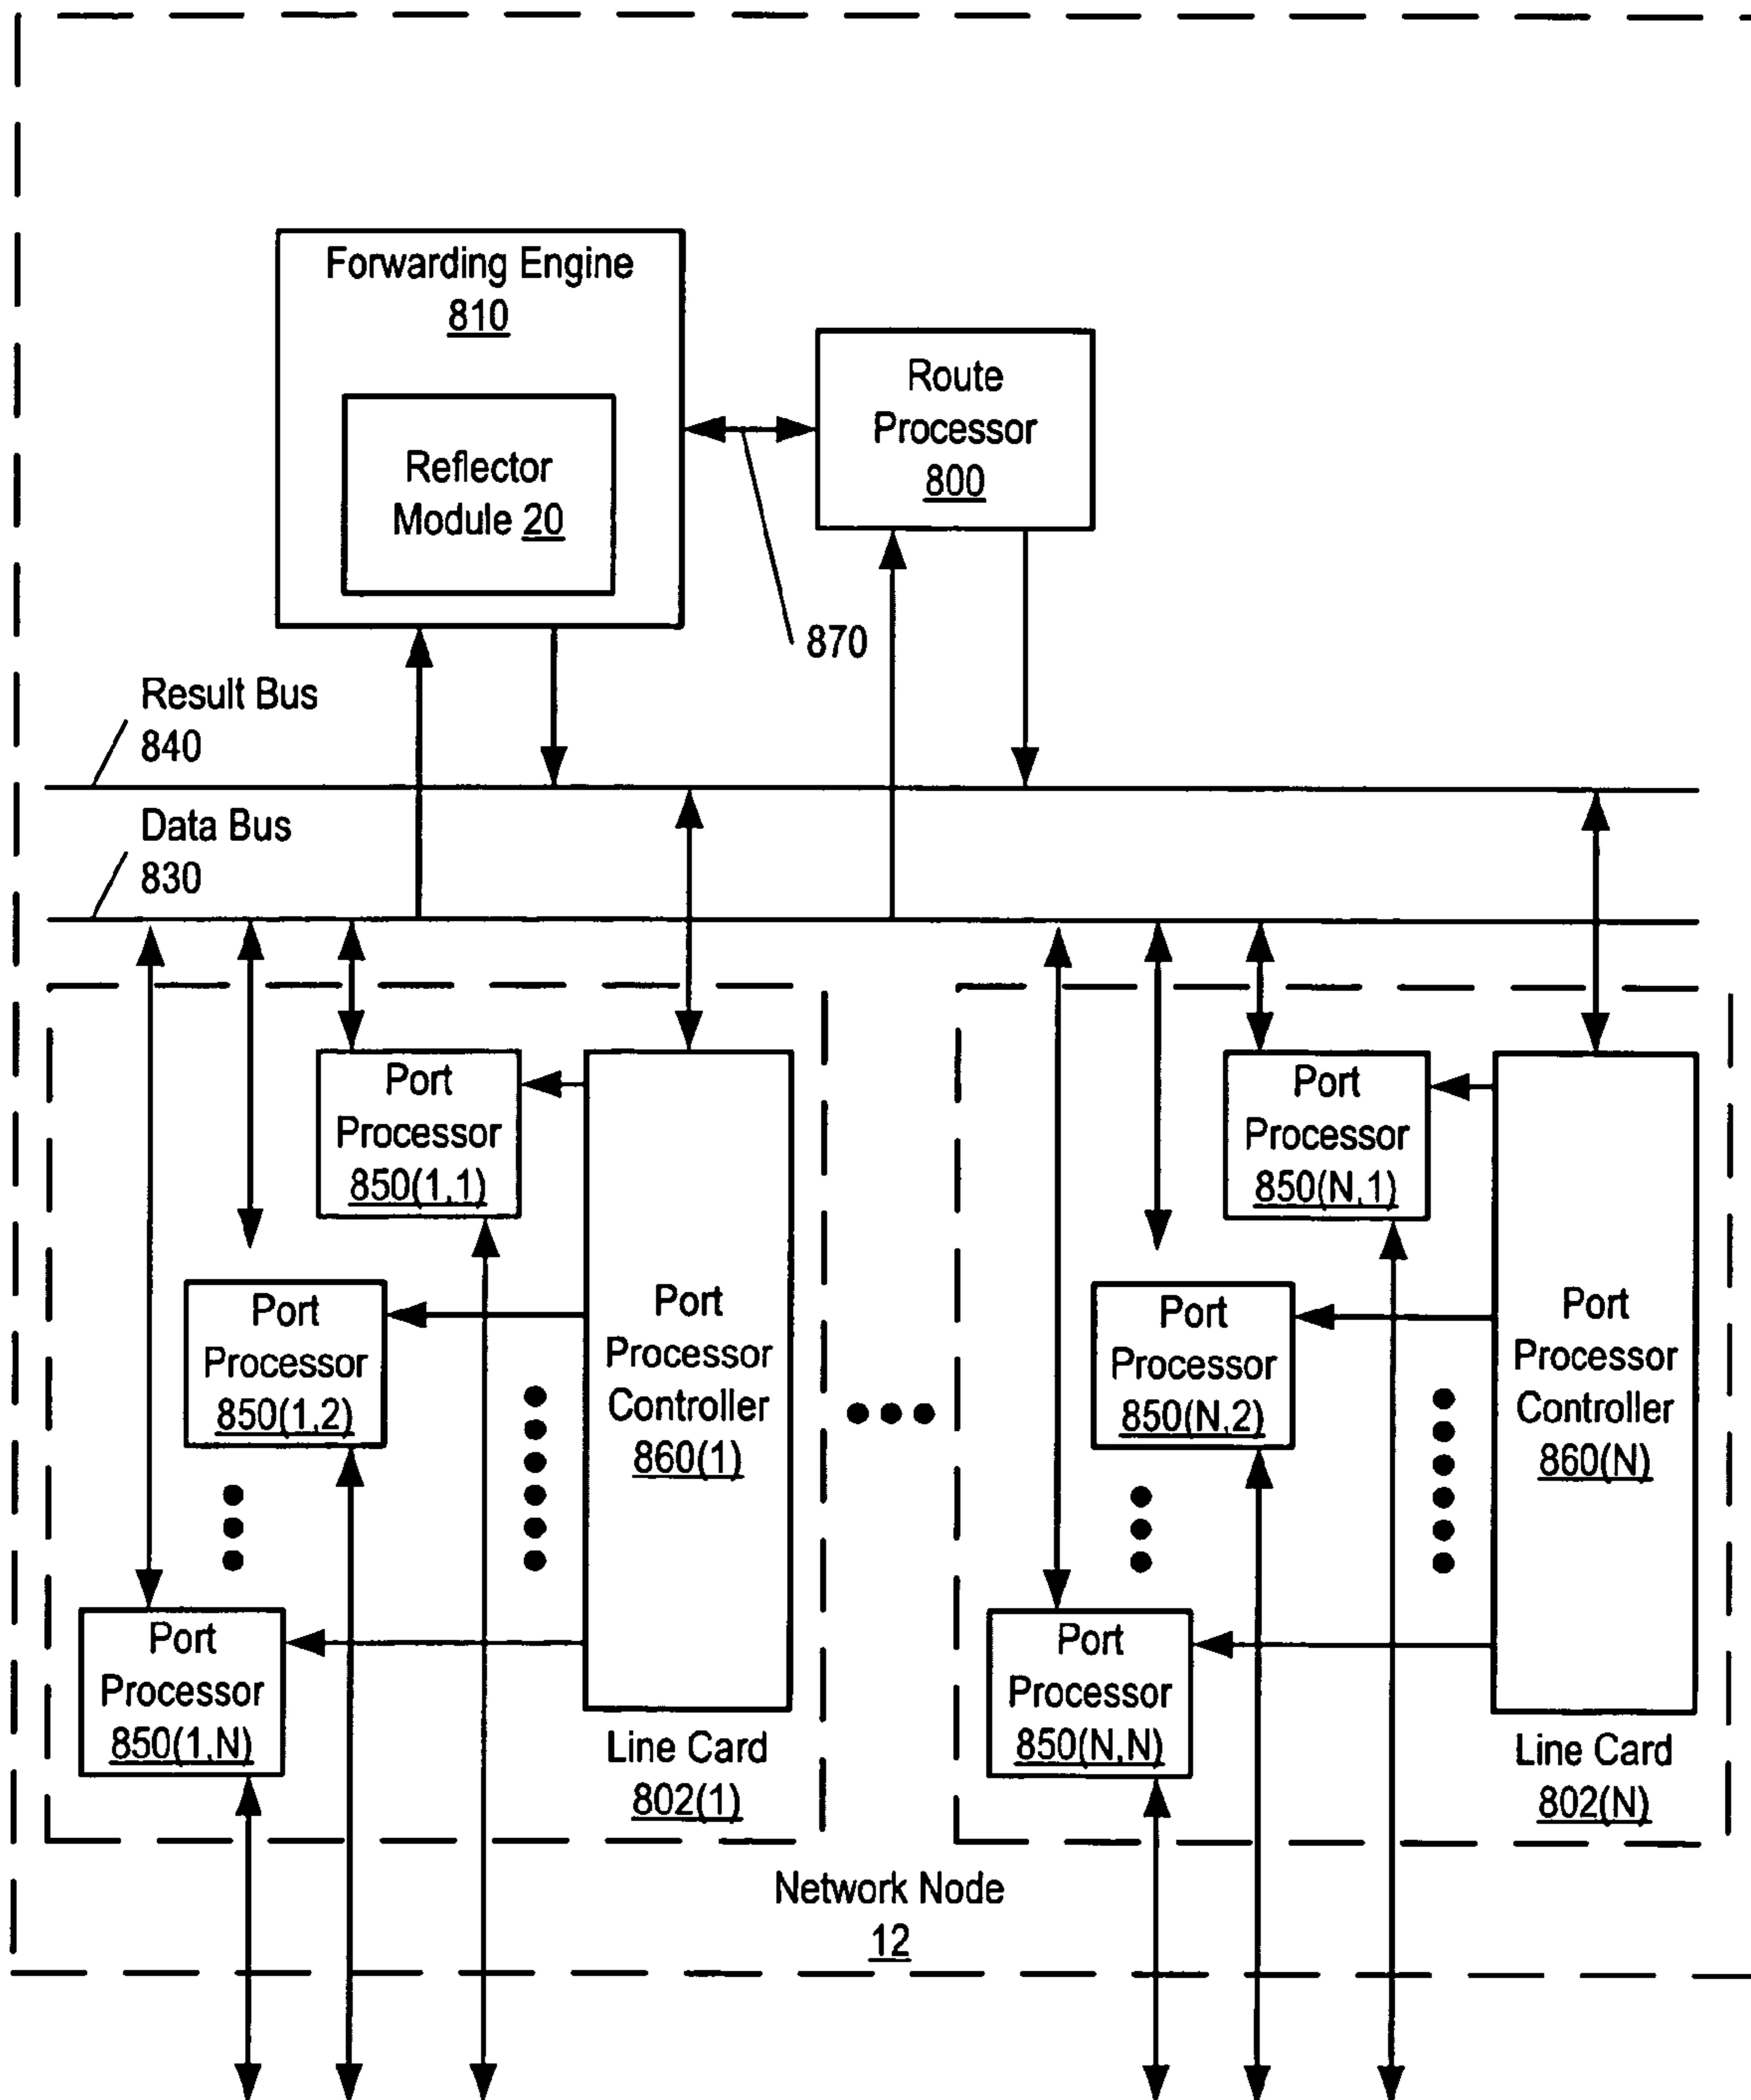 Forwarding Engine
810
Reflector
Module 20
Route
Processor
800
870
Result Bus
840
Data Bus
830
Port
Processor
850(1,1)
Port
Processor
850(1,2)
Port
Processor
850(1,N)
Port
Processor
Controller
860(1)
Line Card
802(1)
Port
Processor
850(N,1)
Port
Processor
850(N,2)
Port
Processor
850(N,N)
Port
Processor
Controller
860(N)
Line Card
802(N)
Network Node
12